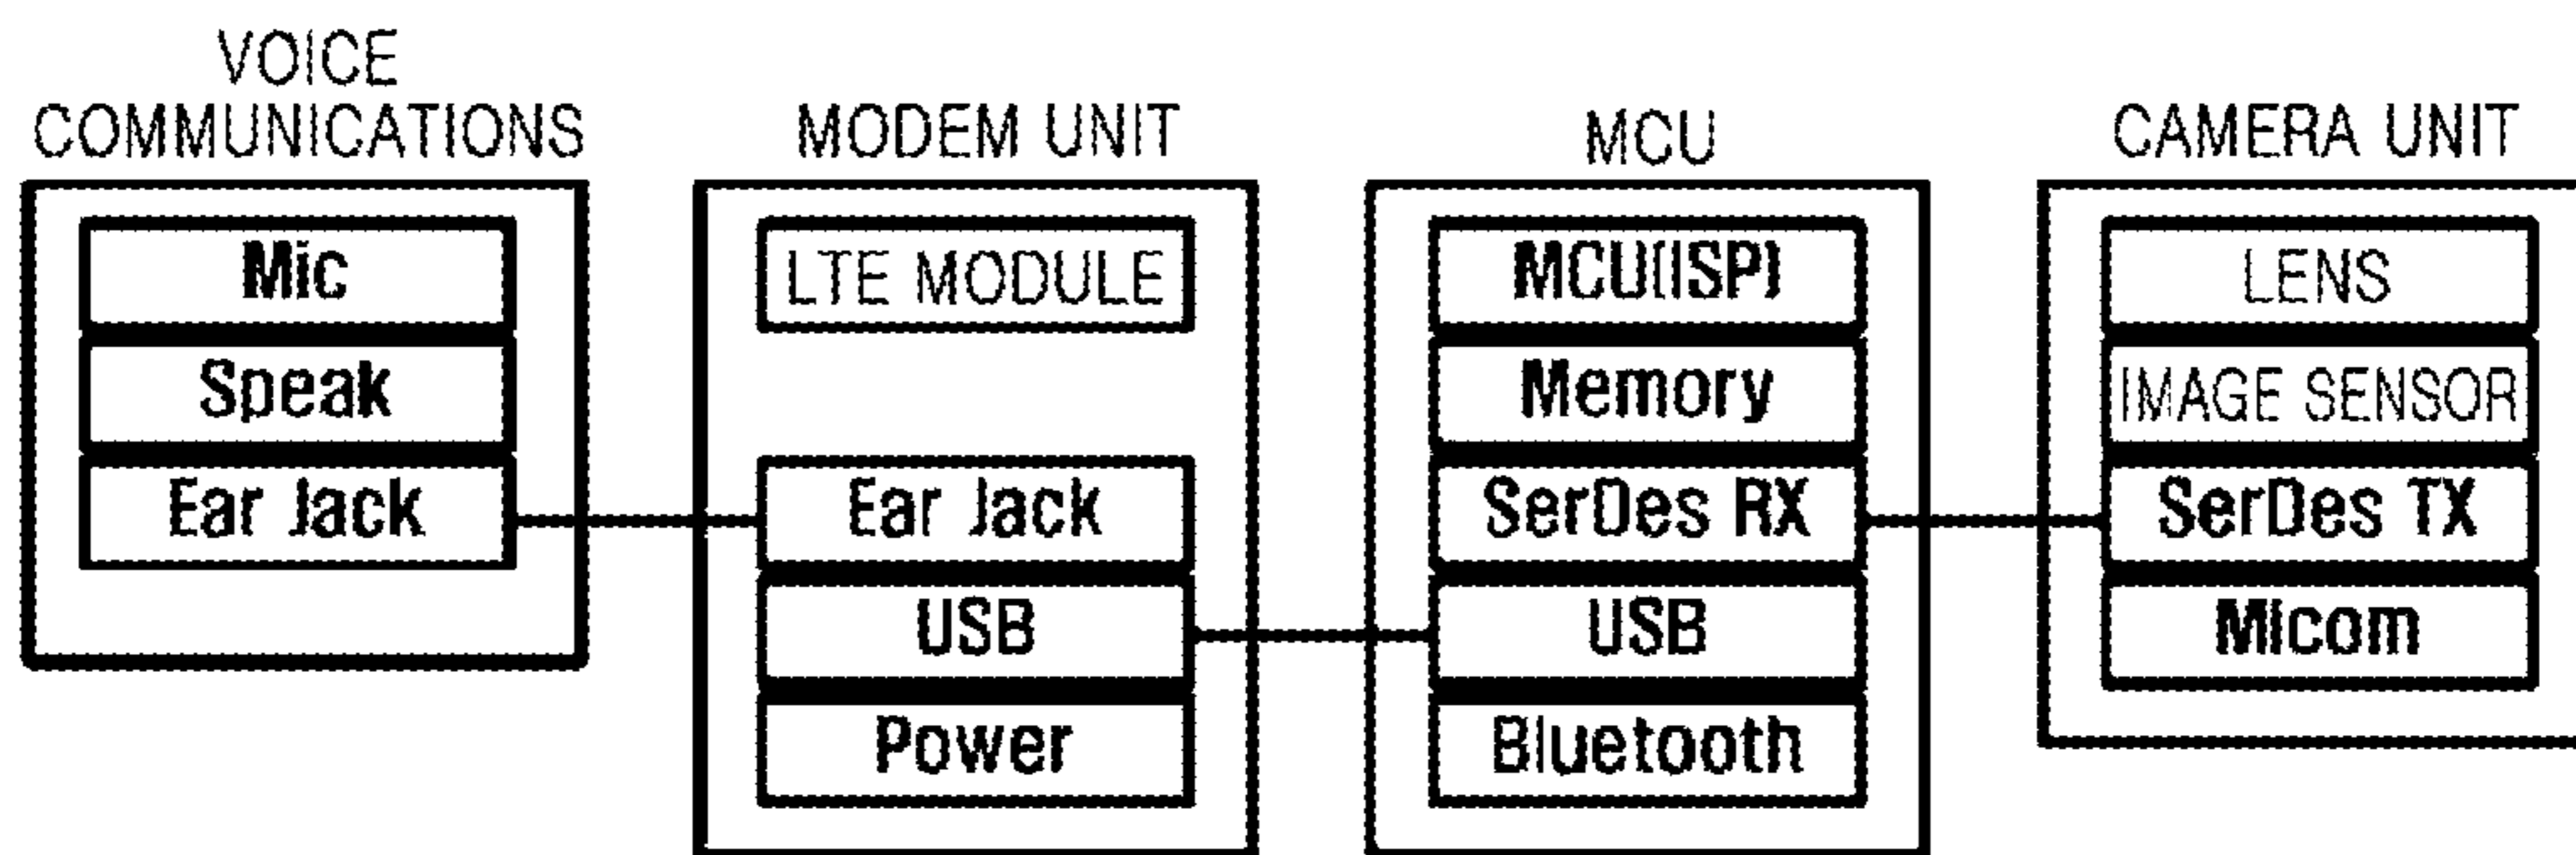 VOICE
COMMUNICATIONS
Mic
Speak
Ear Jack
MODEM UNIT
LTE MODULE
Ear Jack
USB
Power
MCU
MCU(ISP)
Memory
SerDes RX
USB
Bluetooth
CAMERA UNIT
LENS
IMAGE SENSOR
SerDes TX
Micom